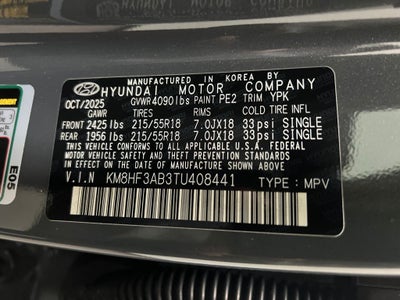 MANUFACTURED IN KOREA BY
HYUNDAI MOTOR COMPANY
OCT/2025 GVWR 4090lbs PAINT PE2 TRIM YPK
GAWR TIRES RIMS COLD TIRE INFL
FRONT 2425 lbs 215/55R18 7.0JX18 33psi SINGLE
REAR 1956 lbs 215/55R18 7.0JX18 33psi SINGLE
THIS VEHICLE CONFORMS TO ALL APPLICABLE U.S.A. FEDERAL
MOTOR VEHICLE SAFETY AND THEFT PREVENTION
STANDARDS IN EFFECT ON THE DATE OF
MANUFACTURE SHOWN ABOVE.
V.I.N KM8HF3AB3TU408441 TYPE : MPV
E05